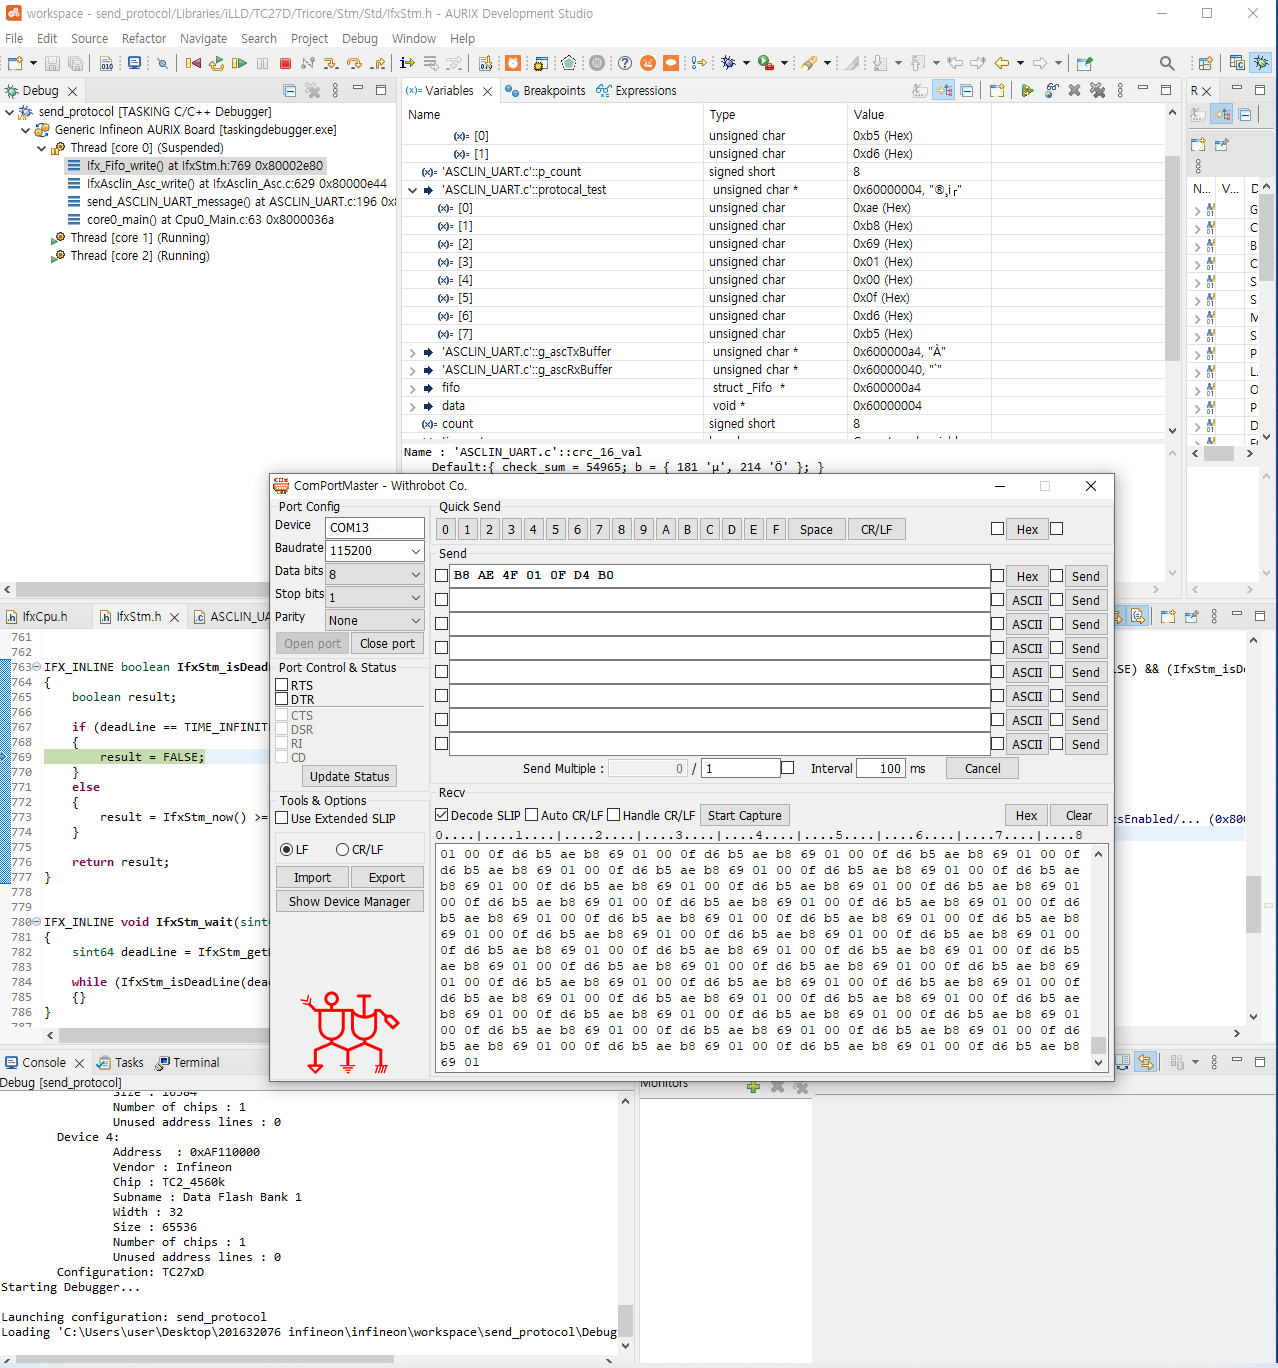 workspace - send_protocol/Libraries/iLLD/TC27D/Tricore/Stm/Std/IfxStm.h - AURIX Development Studio
File Edit Source Refactor Navigate Search Project Debug Window Help
Debug
send_protocol [TASKING C/C++ Debugger]
Generic Infineon AURIX Board [taskingdebugger.exe]
Thread [core 0] (Suspended)
Ifx_Fifo_write() at IfxStm.h:769 0x80002e80
IfxAsclin_Asc_write() at IfxAsclin_Asc.c:629 0x80000e44
send_ASCLIN_UART_message() at ASCLIN_UART.c:196 0x8
core0_main() at Cpu0_Main.c:63 0x8000036a
Thread [core 1] (Running)
Thread [core 2] (Running)
(x)= Variables Breakpoints Expressions
Name Type Value
(x)= [0] unsigned char 0xb5 (Hex)
(x)= [1] unsigned char 0xd6 (Hex)
(x)= 'ASCLIN_UART.c'::p_count signed short 8
'ASCLIN_UART.c'::protocal_test unsigned char * 0x60000004, "®¸i┌"
(x)= [0] unsigned char 0xae (Hex)
(x)= [1] unsigned char 0xb8 (Hex)
(x)= [2] unsigned char 0x69 (Hex)
(x)= [3] unsigned char 0x01 (Hex)
(x)= [4] unsigned char 0x00 (Hex)
(x)= [5] unsigned char 0x0f (Hex)
(x)= [6] unsigned char 0xd6 (Hex)
(x)= [7] unsigned char 0xb5 (Hex)
'ASCLIN_UART.c'::g_ascTxBuffer unsigned char * 0x600000a4, "À"
'ASCLIN_UART.c'::g_ascRxBuffer unsigned char * 0x60000040, "`"
fifo struct _Fifo * 0x600000a4
data void * 0x60000004
(x)= count signed short 8
Name : 'ASCLIN_UART.c'::crc_16_val
Default:{ check_sum = 54965; b = { 181 'µ', 214 'Ö' }; }
R
N... V... D
G
C
B
C
S
S
M
S
P
L
O
P
D
IfxCpu.h IfxStm.h ASCLIN_UA
761
762
763 IFX_INLINE boolean IfxStm_isDeadL
764 {
765 boolean result;
766
767 if (deadLine == TIME_INFINITE
768 {
769 result = FALSE;
770 }
771 else
772 {
773 result = IfxStm_now() >=
774 }
775
776 return result;
777 }
778
779
780 IFX_INLINE void IfxStm_wait(sint6
781 {
782 sint64 deadLine = IfxStm_getD
783
784 while (IfxStm_isDeadLine(dead
785 {}
786 }
787
SE) && (IfxStm_isDe
tsEnabled/... (0x800
ComPortMaster - Withrobot Co.
Port Config
Device COM13
Baudrate 115200
Data bits 8
Stop bits 1
Parity None
Open port Close port
Port Control & Status
RTS
DTR
CTS
DSR
RI
CD
Update Status
Tools & Options
Use Extended SLIP
LF CR/LF
Import Export
Show Device Manager
Quick Send
0 1 2 3 4 5 6 7 8 9 A B C D E F Space CR/LF Hex
Send
B8 AE 4F 01 0F D4 B0 Hex Send
ASCII Send
ASCII Send
ASCII Send
ASCII Send
ASCII Send
ASCII Send
ASCII Send
Send Multiple : 0 / 1 Interval 100 ms Cancel
Recv
Decode SLIP Auto CR/LF Handle CR/LF Start Capture Hex Clear
0....|....1....|....2....|....3....|....4....|....5....|....6....|....7....|....8
01 00 0f d6 b5 ae b8 69 01 00 0f d6 b5 ae b8 69 01 00 0f d6 b5 ae b8 69 01 00 0f
d6 b5 ae b8 69 01 00 0f d6 b5 ae b8 69 01 00 0f d6 b5 ae b8 69 01 00 0f d6 b5 ae
b8 69 01 00 0f d6 b5 ae b8 69 01 00 0f d6 b5 ae b8 69 01 00 0f d6 b5 ae b8 69 01
00 0f d6 b5 ae b8 69 01 00 0f d6 b5 ae b8 69 01 00 0f d6 b5 ae b8 69 01 00 0f d6
b5 ae b8 69 01 00 0f d6 b5 ae b8 69 01 00 0f d6 b5 ae b8 69 01 00 0f d6 b5 ae b8
69 01 00 0f d6 b5 ae b8 69 01 00 0f d6 b5 ae b8 69 01 00 0f d6 b5 ae b8 69 01 00
0f d6 b5 ae b8 69 01 00 0f d6 b5 ae b8 69 01 00 0f d6 b5 ae b8 69 01 00 0f d6 b5
ae b8 69 01 00 0f d6 b5 ae b8 69 01 00 0f d6 b5 ae b8 69 01 00 0f d6 b5 ae b8 69
01 00 0f d6 b5 ae b8 69 01 00 0f d6 b5 ae b8 69 01 00 0f d6 b5 ae b8 69 01 00 0f
d6 b5 ae b8 69 01 00 0f d6 b5 ae b8 69 01 00 0f d6 b5 ae b8 69 01 00 0f d6 b5 ae
b8 69 01 00 0f d6 b5 ae b8 69 01 00 0f d6 b5 ae b8 69 01 00 0f d6 b5 ae b8 69 01
00 0f d6 b5 ae b8 69 01 00 0f d6 b5 ae b8 69 01 00 0f d6 b5 ae b8 69 01 00 0f d6
b5 ae b8 69 01 00 0f d6 b5 ae b8 69 01 00 0f d6 b5 ae b8 69 01 00 0f d6 b5 ae b8
69 01
Console Tasks Terminal
Debug [send_protocol]
Size : 16384
Number of chips : 1
Unused address lines : 0
Device 4:
Address : 0xAF110000
Vendor : Infineon
Chip : TC2_4560k
Subname : Data Flash Bank 1
Width : 32
Size : 65536
Number of chips : 1
Unused address lines : 0
Configuration: TC27xD
Starting Debugger...
Launching configuration: send_protocol
Loading 'C:\Users\user\Desktop\201632076 infineon\infineon\workspace\send_protocol\Debug
Monitors